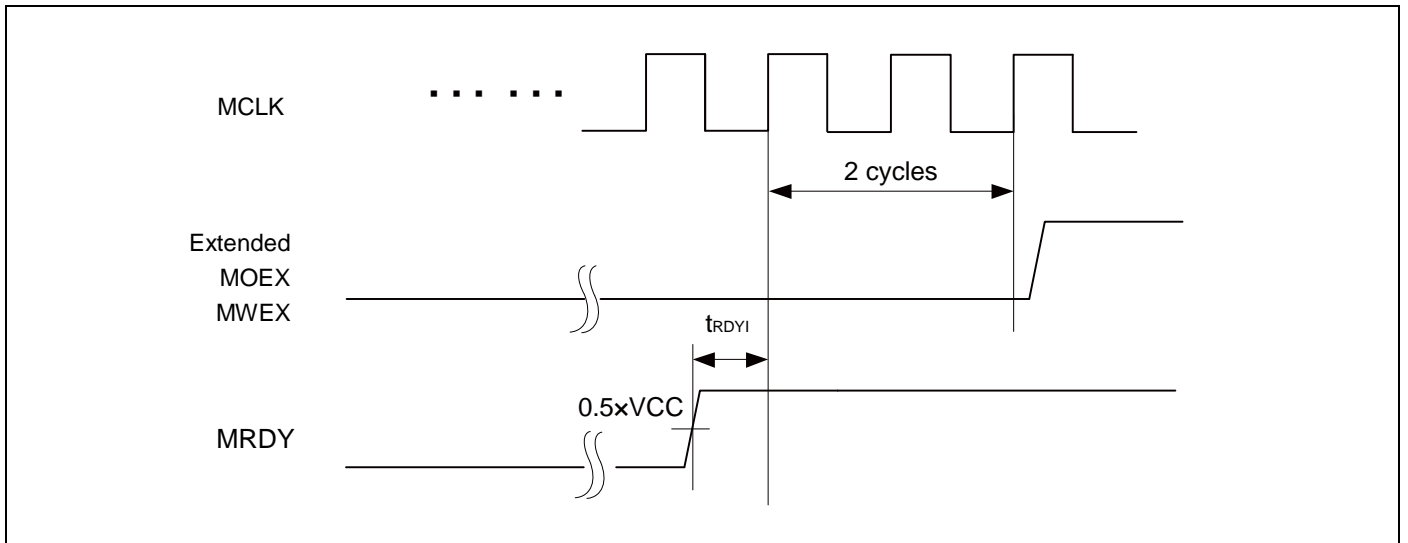 MCLK
2 cycles
Extended
MOEX
MWEX
tRDYI
0.5×VCC
MRDY